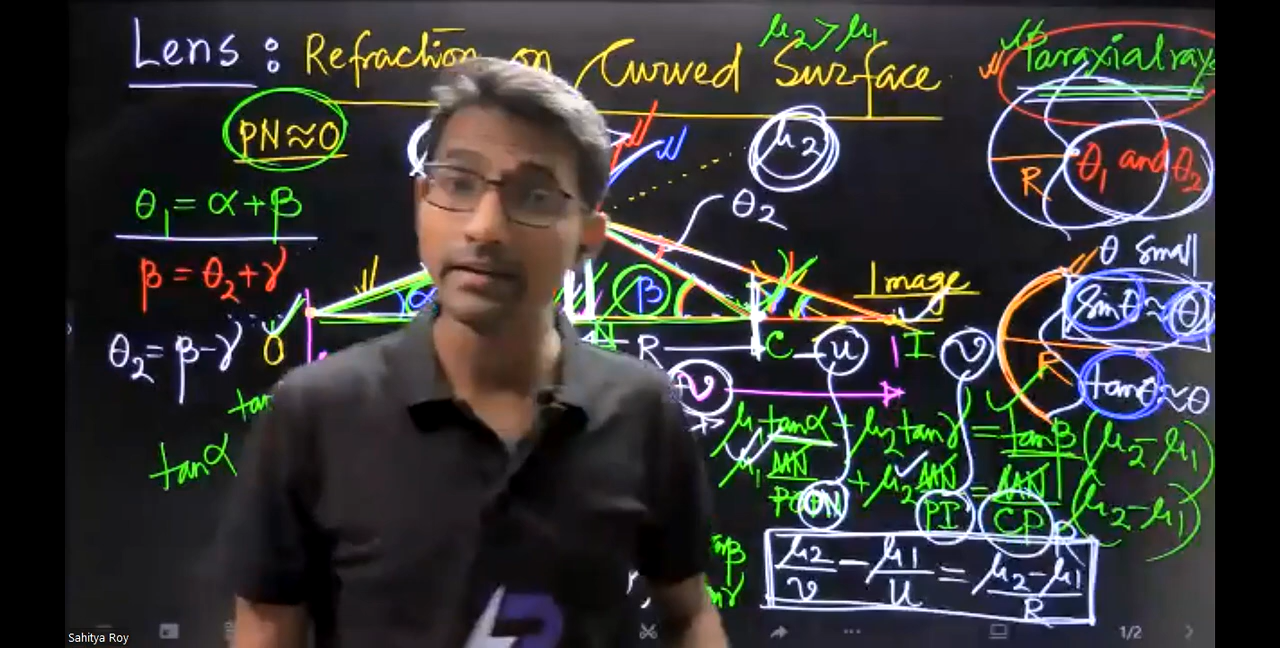 Lens : Refraction on Curved Surface
μ2 > μ1
Paraxial rays
PN ≈ 0
μ2
R
θ1 and θ2
θ1 = α + β
θ2
θ small
β = θ2 + γ
sinθ ≈ θ
Image
α
β
N
θ2 = β - γ
O
R
C
u
I
v
tanθ ≈ θ
v
tanα
μ1 tanα + μ2 tanγ = tanβ (μ2 - μ1)
μ1 MN + μ2 MN = MN (μ2 - μ1)
PI
CP
R
μ2/v - μ1/u = (μ2 - μ1)/R
Sahitya Roy
1/2